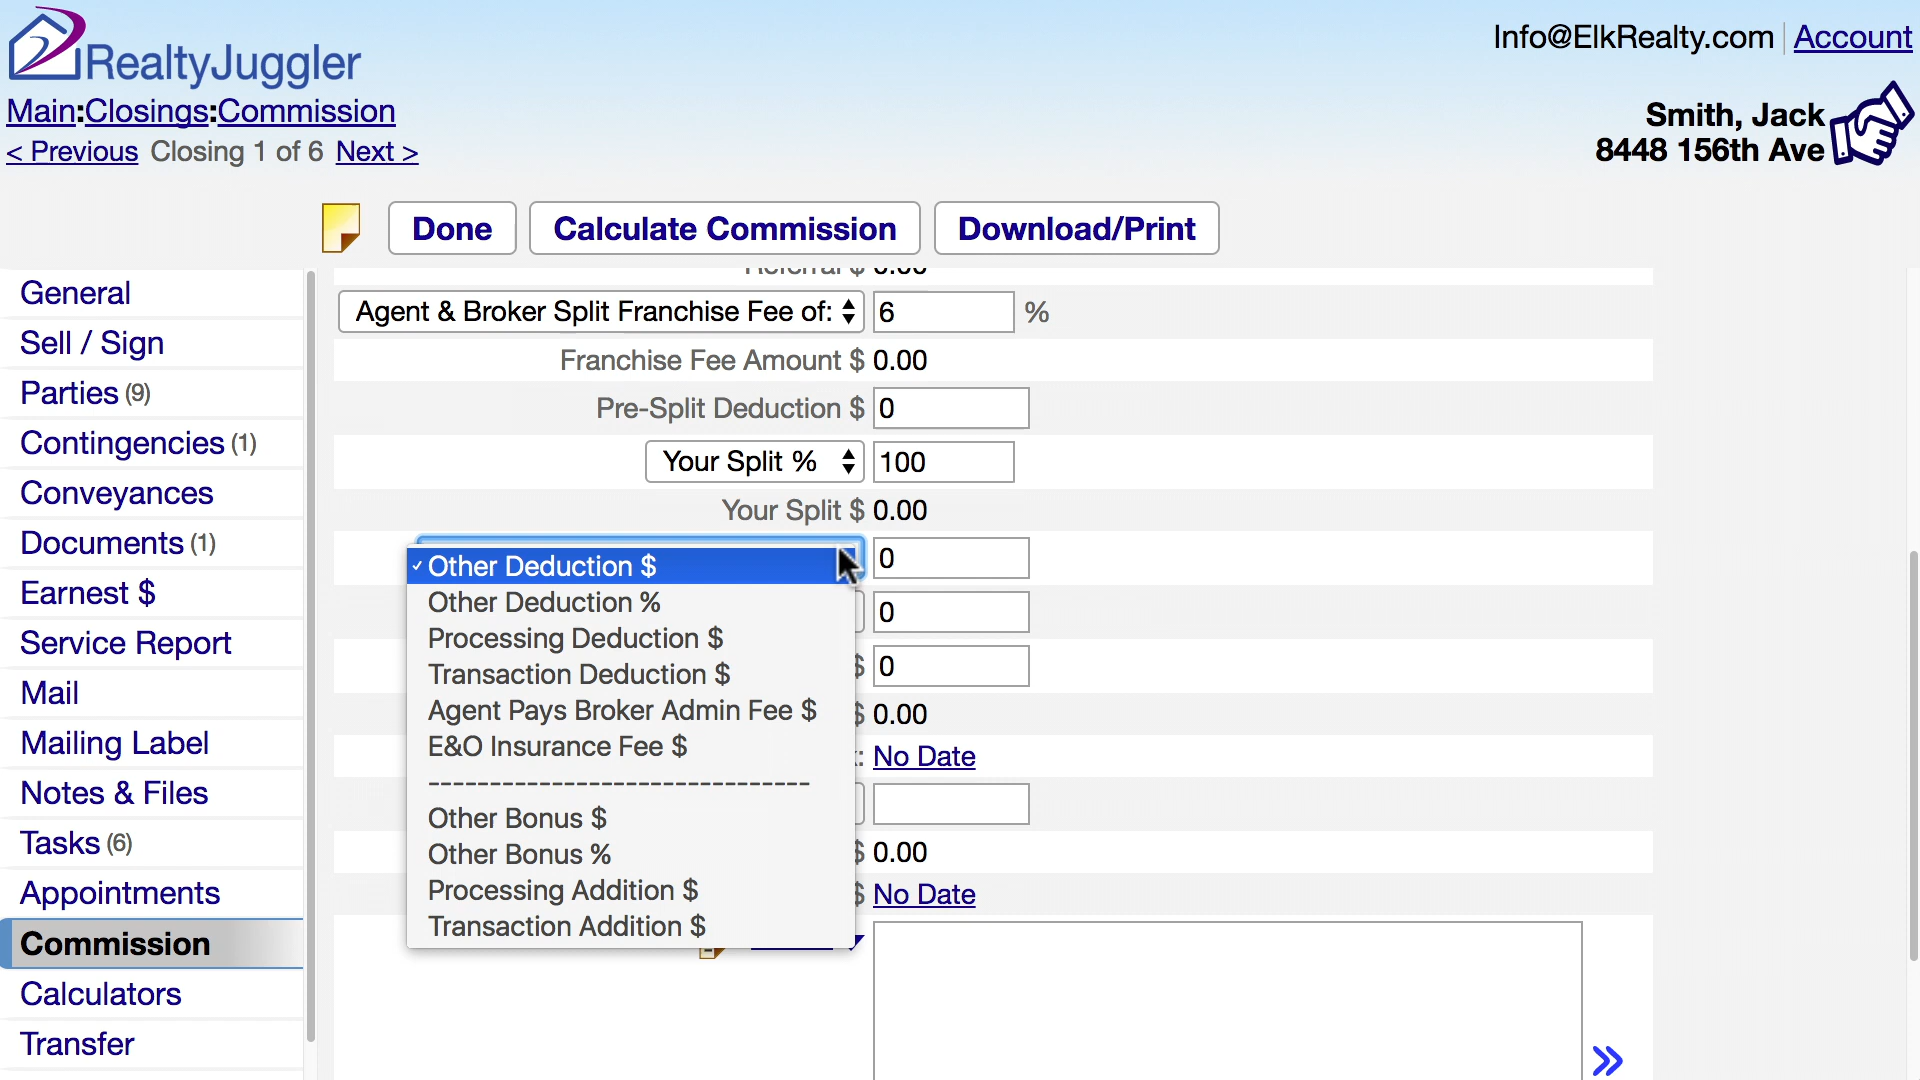 RealtyJuggler
Info@ElkRealty.com Account
Main:Closings:Commission
< Previous Closing 1 of 6 Next >
Smith, Jack
8448 156th Ave
Done Calculate Commission Download/Print
General
Sell / Sign
Parties (9)
Contingencies (1)
Conveyances
Documents (1)
Earnest $
Service Report
Mail
Mailing Label
Notes & Files
Tasks (6)
Appointments
Commission
Calculators
Transfer
Referral $ 0.00
Agent & Broker Split Franchise Fee of: 6 %
Franchise Fee Amount $ 0.00
Pre-Split Deduction $ 0
Your Split % 100
Your Split $ 0.00
✓ Other Deduction $ 0
Other Deduction %
0
Processing Deduction $
$ 0
Transaction Deduction $
Agent Pays Broker Admin Fee $
$ 0.00
E&O Insurance Fee $
: No Date
-------------------------------
Other Bonus $
Other Bonus %
$ 0.00
Processing Addition $
$ No Date
Transaction Addition $